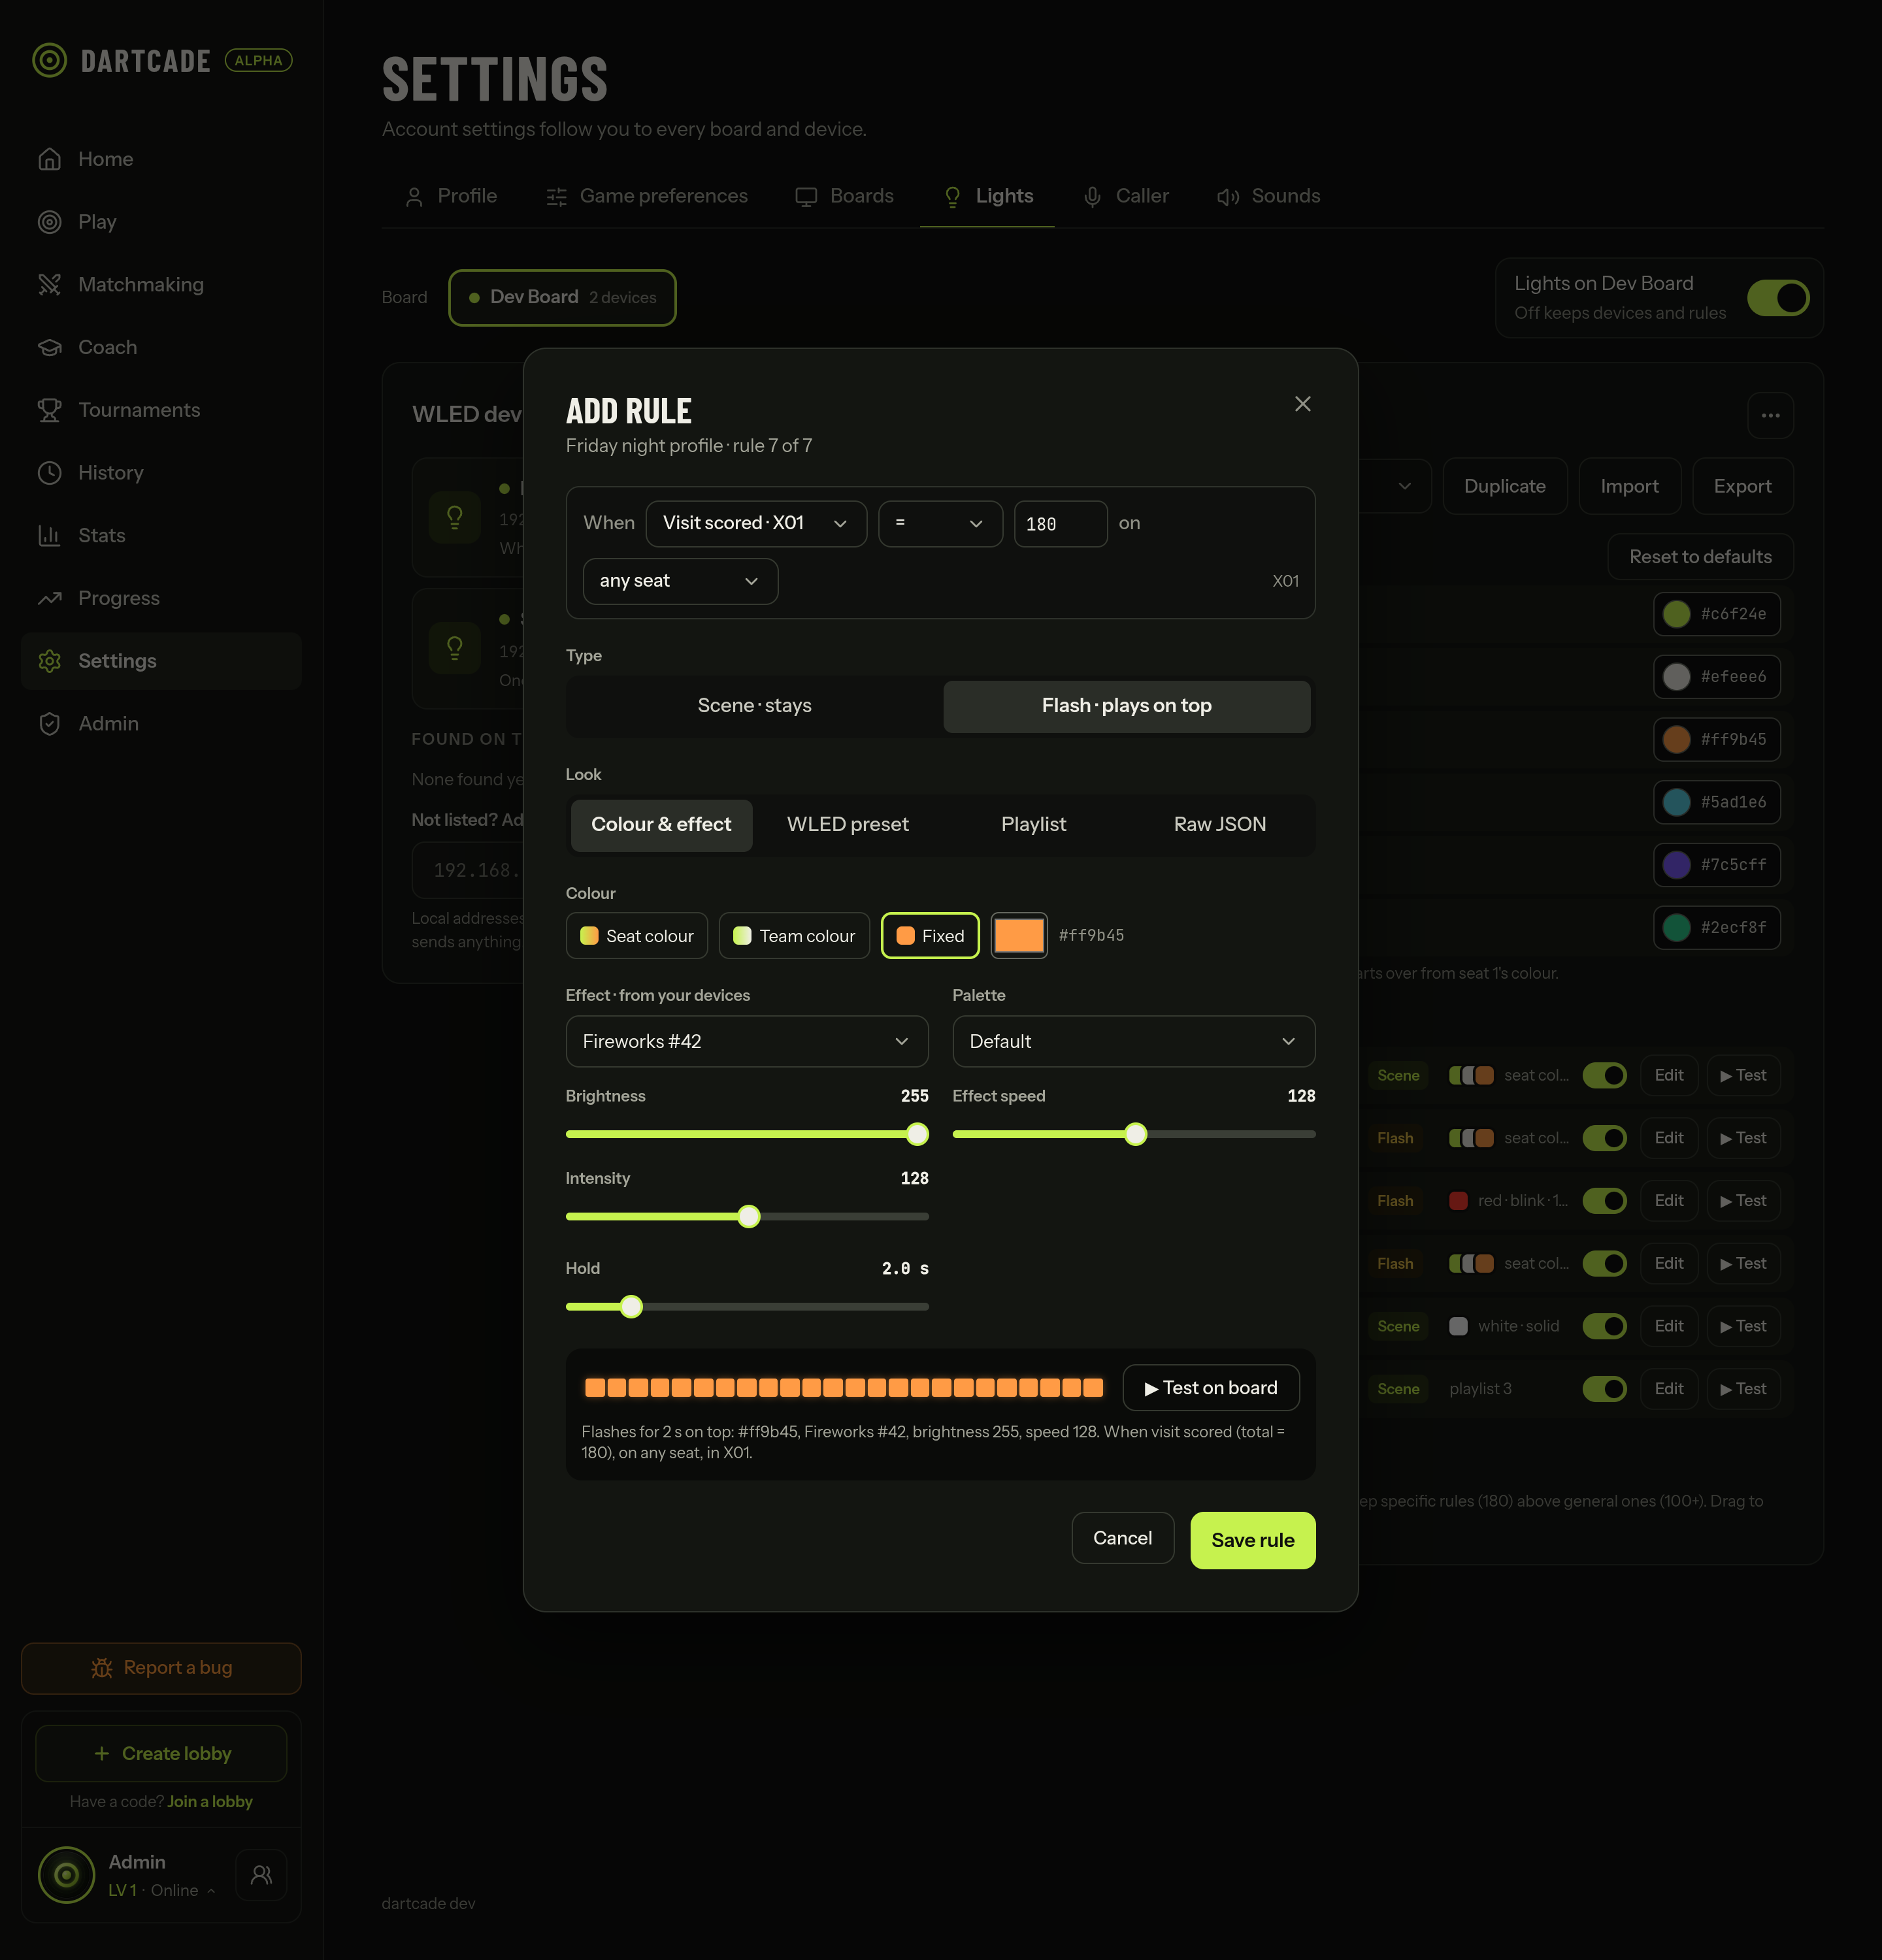 DARTCADE ALPHA
Home
Play
Matchmaking
Coach
Tournaments
History
Stats
Progress
Settings
Admin
Report a bug
+ Create lobby
Have a code? Join a lobby
Admin
LV 1 · Online
SETTINGS
Account settings follow you to every board and device.
Profile Game preferences Boards Lights Caller Sounds
Board Dev Board 2 devices
Lights on Dev Board
Off keeps devices and rules
WLED dev
192
Wh
192
On
FOUND ON T
None found ye
Not listed? Ad
192.168.
Local addresses
sends anything
Duplicate Import Export
Reset to defaults
#c6f24e
#efeee6
#ff9b45
#5ad1e6
#7c5cff
#2ecf8f
arts over from seat 1's colour.
Scene seat col... Edit ▶ Test
Flash seat col... Edit ▶ Test
Flash red · blink · 1... Edit ▶ Test
Flash seat col... Edit ▶ Test
Scene white · solid Edit ▶ Test
Scene playlist 3 Edit ▶ Test
ep specific rules (180) above general ones (100+). Drag to
ADD RULE
Friday night profile · rule 7 of 7
When Visit scored · X01 = 180 on
any seat X01
Type
Scene · stays Flash · plays on top
Look
Colour & effect WLED preset Playlist Raw JSON
Colour
Seat colour Team colour Fixed #ff9b45
Effect · from your devices Palette
Fireworks #42 Default
Brightness 255 Effect speed 128
Intensity 128
Hold 2.0 s
▶ Test on board
Flashes for 2 s on top: #ff9b45, Fireworks #42, brightness 255, speed 128. When visit scored (total =
180), on any seat, in X01.
Cancel Save rule
dartcade dev